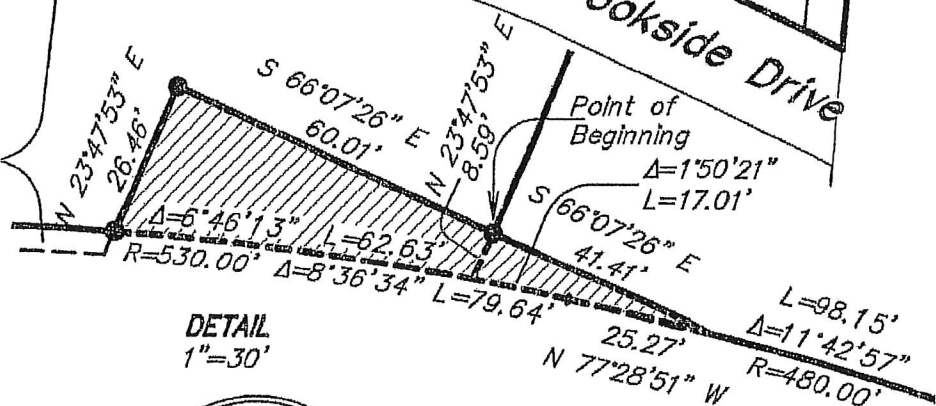 ookside Drive
N 23°47'53" E
26.46'
S 66°07'26" E
60.01'
N 23°47'53" E
8.59'
Point of
Beginning
Δ=1°50'21"
L=17.01'
S 66°07'26" E
41.41'
Δ=6°46'13"
L=62.63'
R=530.00'
Δ=8°36'34"
L=79.64'
25.27'
N 77°28'51" W
L=98.15'
Δ=11°42'57"
R=480.00'
DETAIL
1"=30'